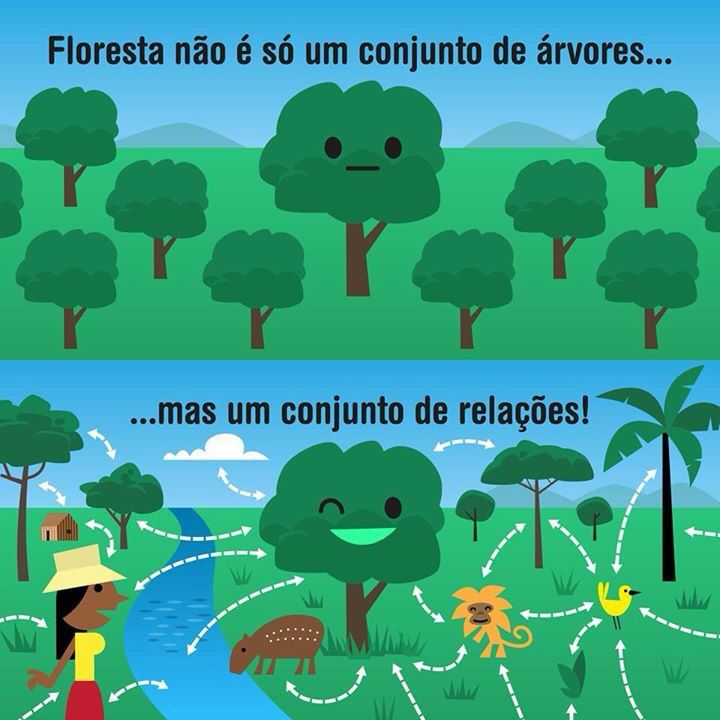 Floresta não é só um conjunto de árvores...
...mas um conjunto de relações!